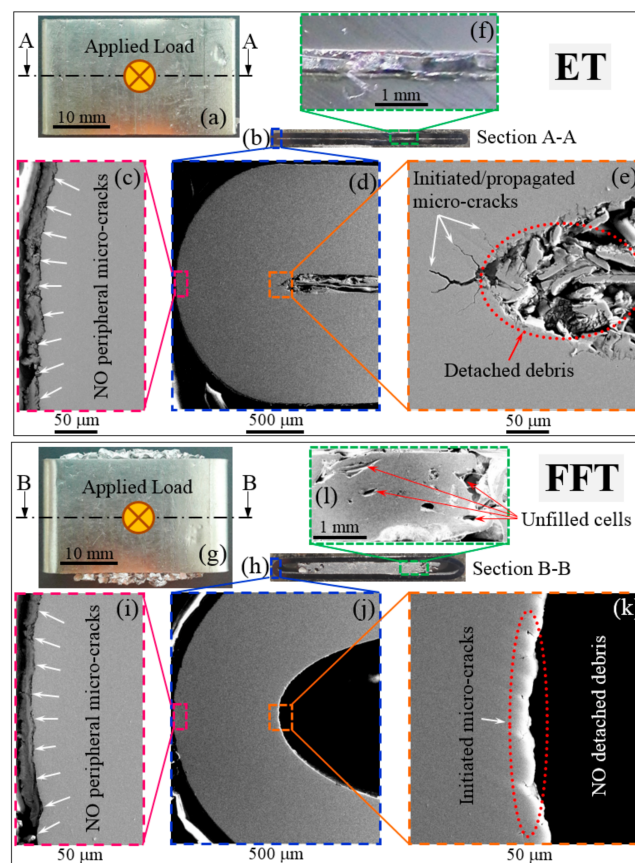 A
A
Applied Load
10 mm
(a)
(f)
1 mm
ET
(b)
Section A-A
(c)
NO peripheral micro-cracks
50 µm
(d)
500 µm
Initiated/propagated
micro-cracks
(e)
Detached debris
50 µm
B
B
Applied Load
10 mm
(g)
(l)
1 mm
FFT
Unfilled cells
(h)
Section B-B
(i)
NO peripheral micro-cracks
50 µm
(j)
500 µm
(k)
Initiated micro-cracks
NO detached debris
50 µm